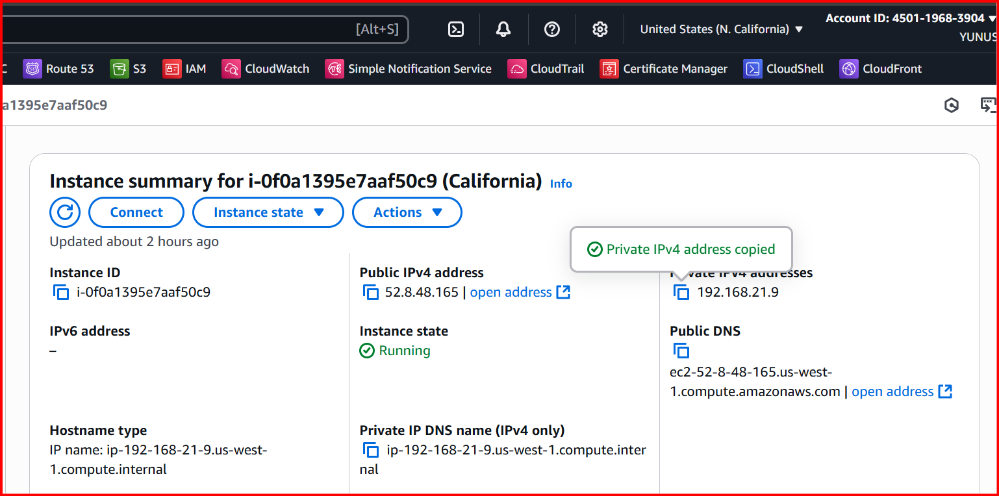 [Alt+S]
United States (N. California)
Account ID: 4501-1968-3904
YUNUS
C
Route 53
S3
IAM
CloudWatch
Simple Notification Service
CloudTrail
Certificate Manager
CloudShell
CloudFront
a1395e7aaf50c9
Instance summary for i-0f0a1395e7aaf50c9 (California) Info
Connect
Instance state
Actions
Updated about 2 hours ago
Private IPv4 address copied
Instance ID
i-0f0a1395e7aaf50c9
Public IPv4 address
52.8.48.165 | open address
Private IPv4 addresses
192.168.21.9
IPv6 address
–
Instance state
Running
Public DNS
ec2-52-8-48-165.us-west-
1.compute.amazonaws.com | open address
Hostname type
IP name: ip-192-168-21-9.us-west-
1.compute.internal
Private IP DNS name (IPv4 only)
ip-192-168-21-9.us-west-1.compute.inter
nal